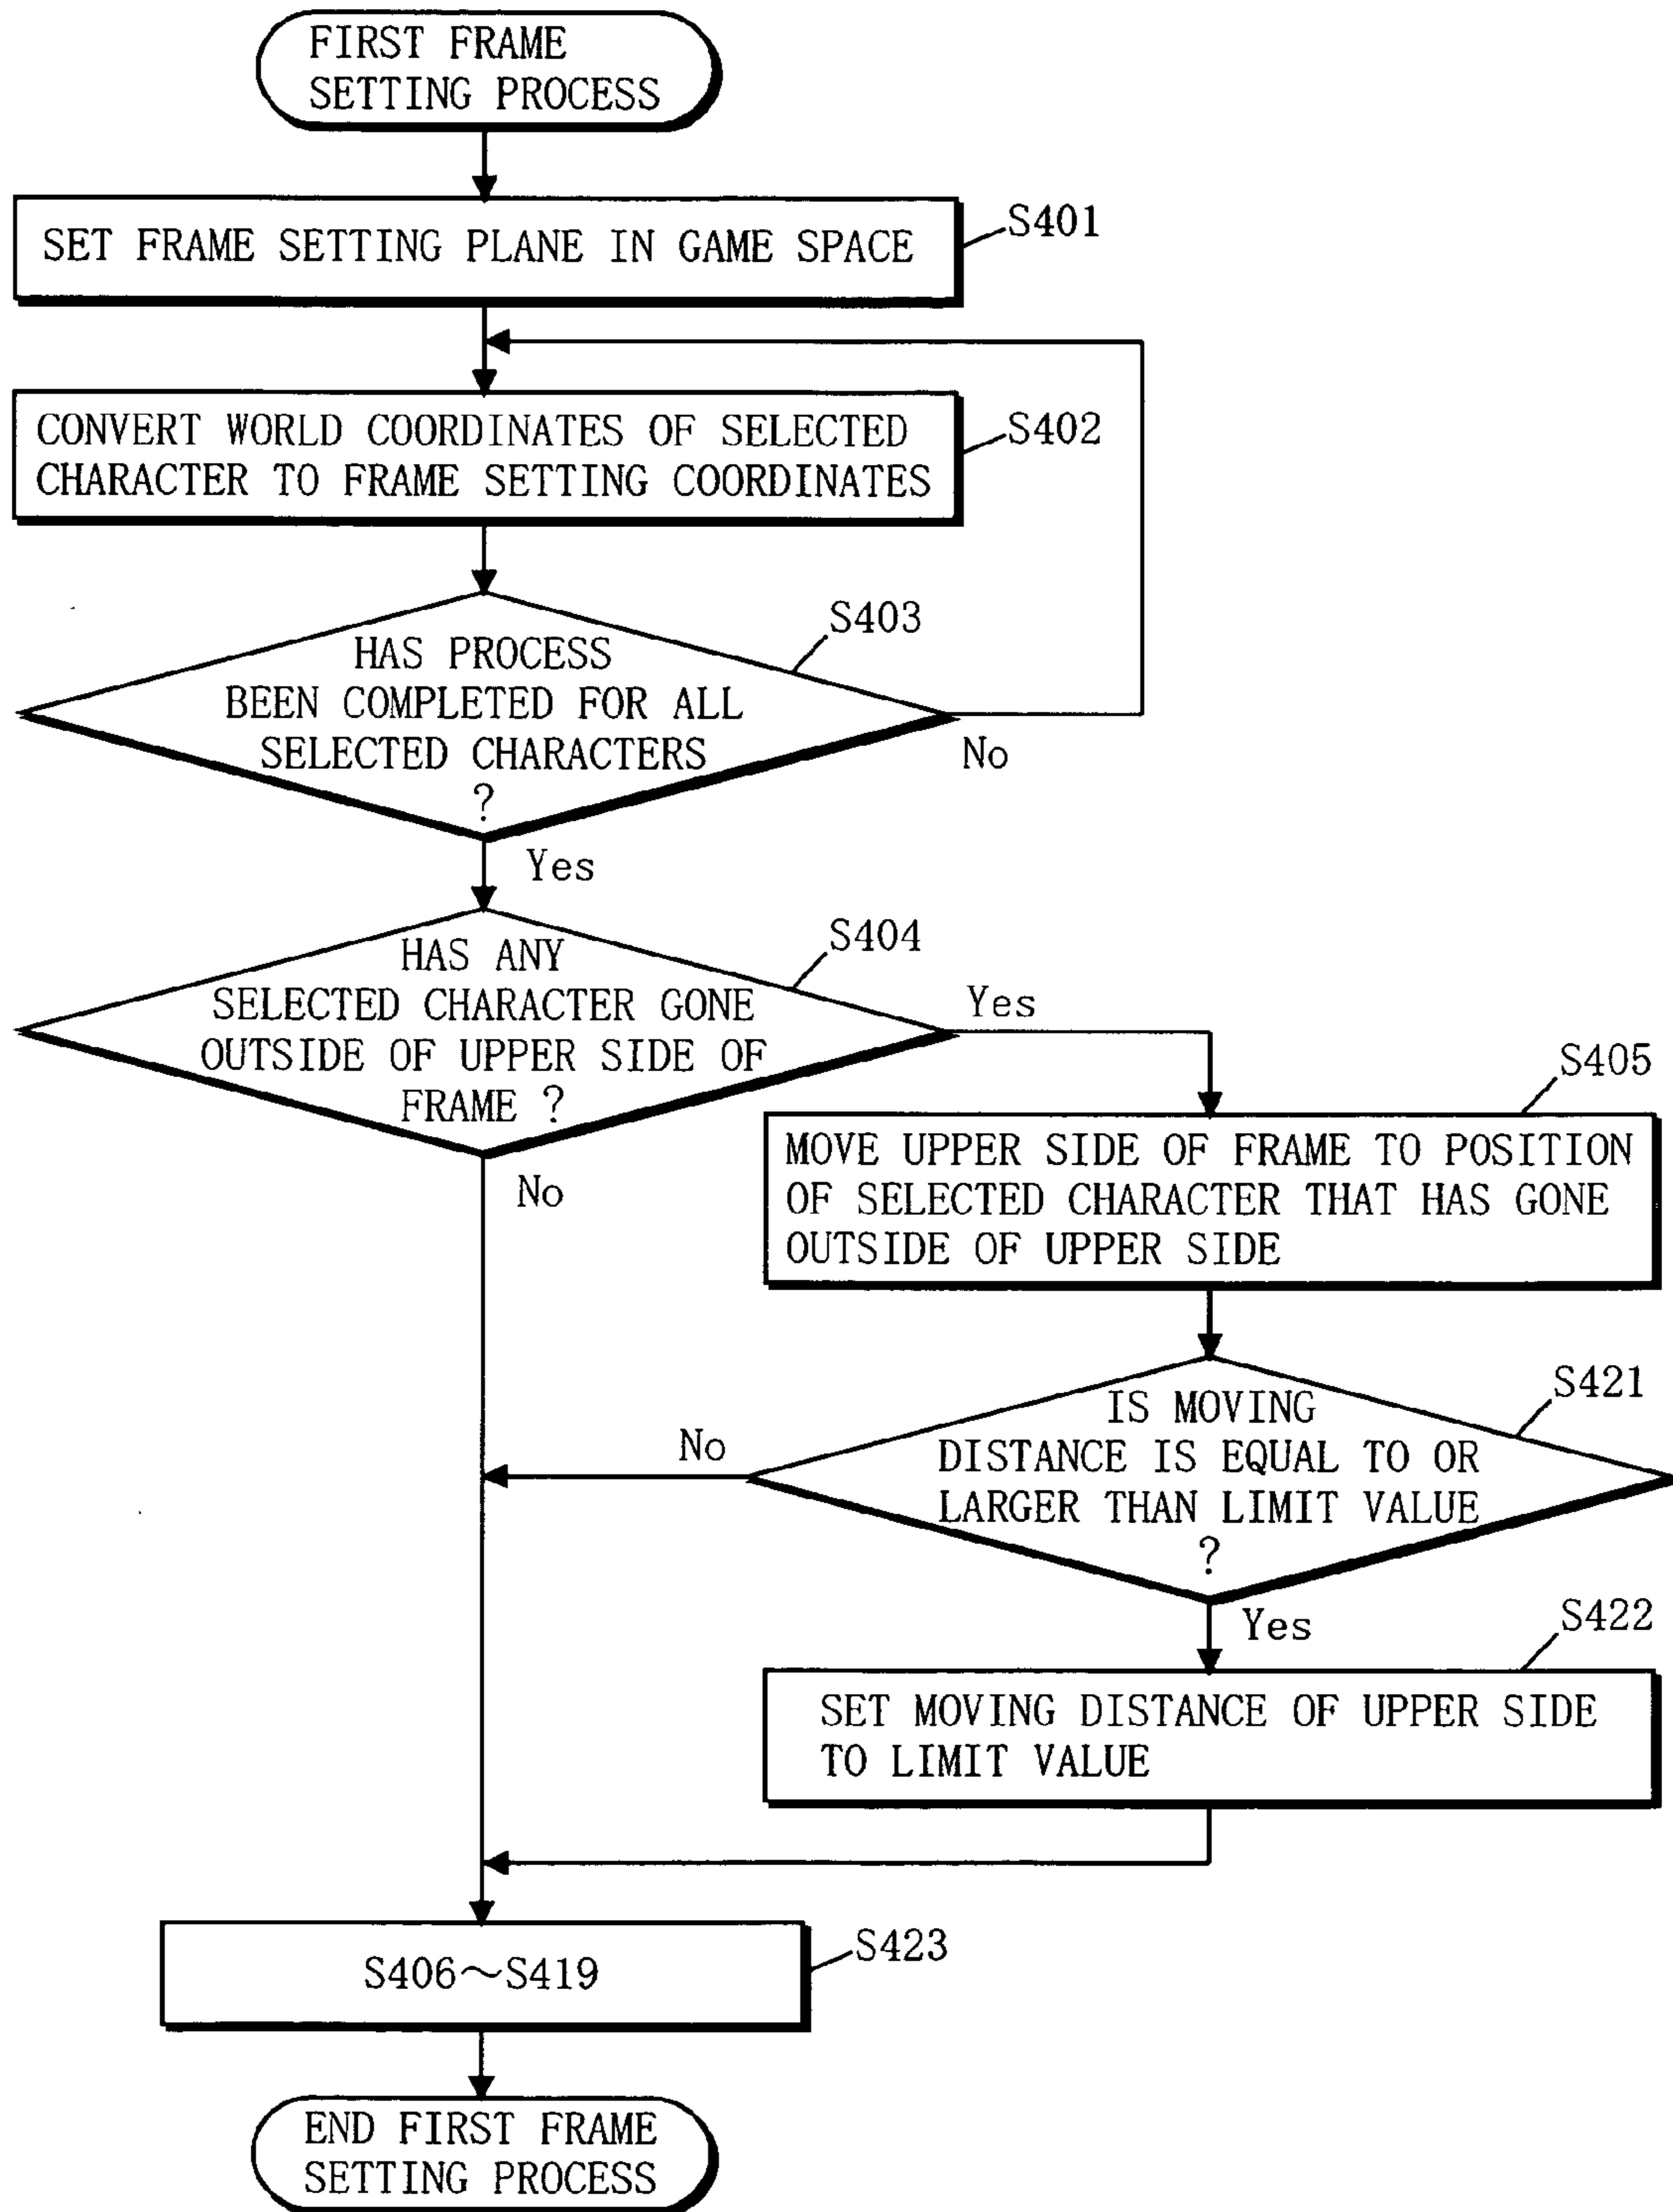 FIRST FRAME
SETTING PROCESS
SET FRAME SETTING PLANE IN GAME SPACE
S401
CONVERT WORLD COORDINATES OF SELECTED
CHARACTER TO FRAME SETTING COORDINATES
S402
HAS PROCESS
BEEN COMPLETED FOR ALL
SELECTED CHARACTERS
?
S403
No
Yes
HAS ANY
SELECTED CHARACTER GONE
OUTSIDE OF UPPER SIDE OF
FRAME ?
S404
Yes
No
S405
MOVE UPPER SIDE OF FRAME TO POSITION
OF SELECTED CHARACTER THAT HAS GONE
OUTSIDE OF UPPER SIDE
IS MOVING
DISTANCE IS EQUAL TO OR
LARGER THAN LIMIT VALUE
?
S421
No
Yes
S422
SET MOVING DISTANCE OF UPPER SIDE
TO LIMIT VALUE
S406～S419
S423
END FIRST FRAME
SETTING PROCESS